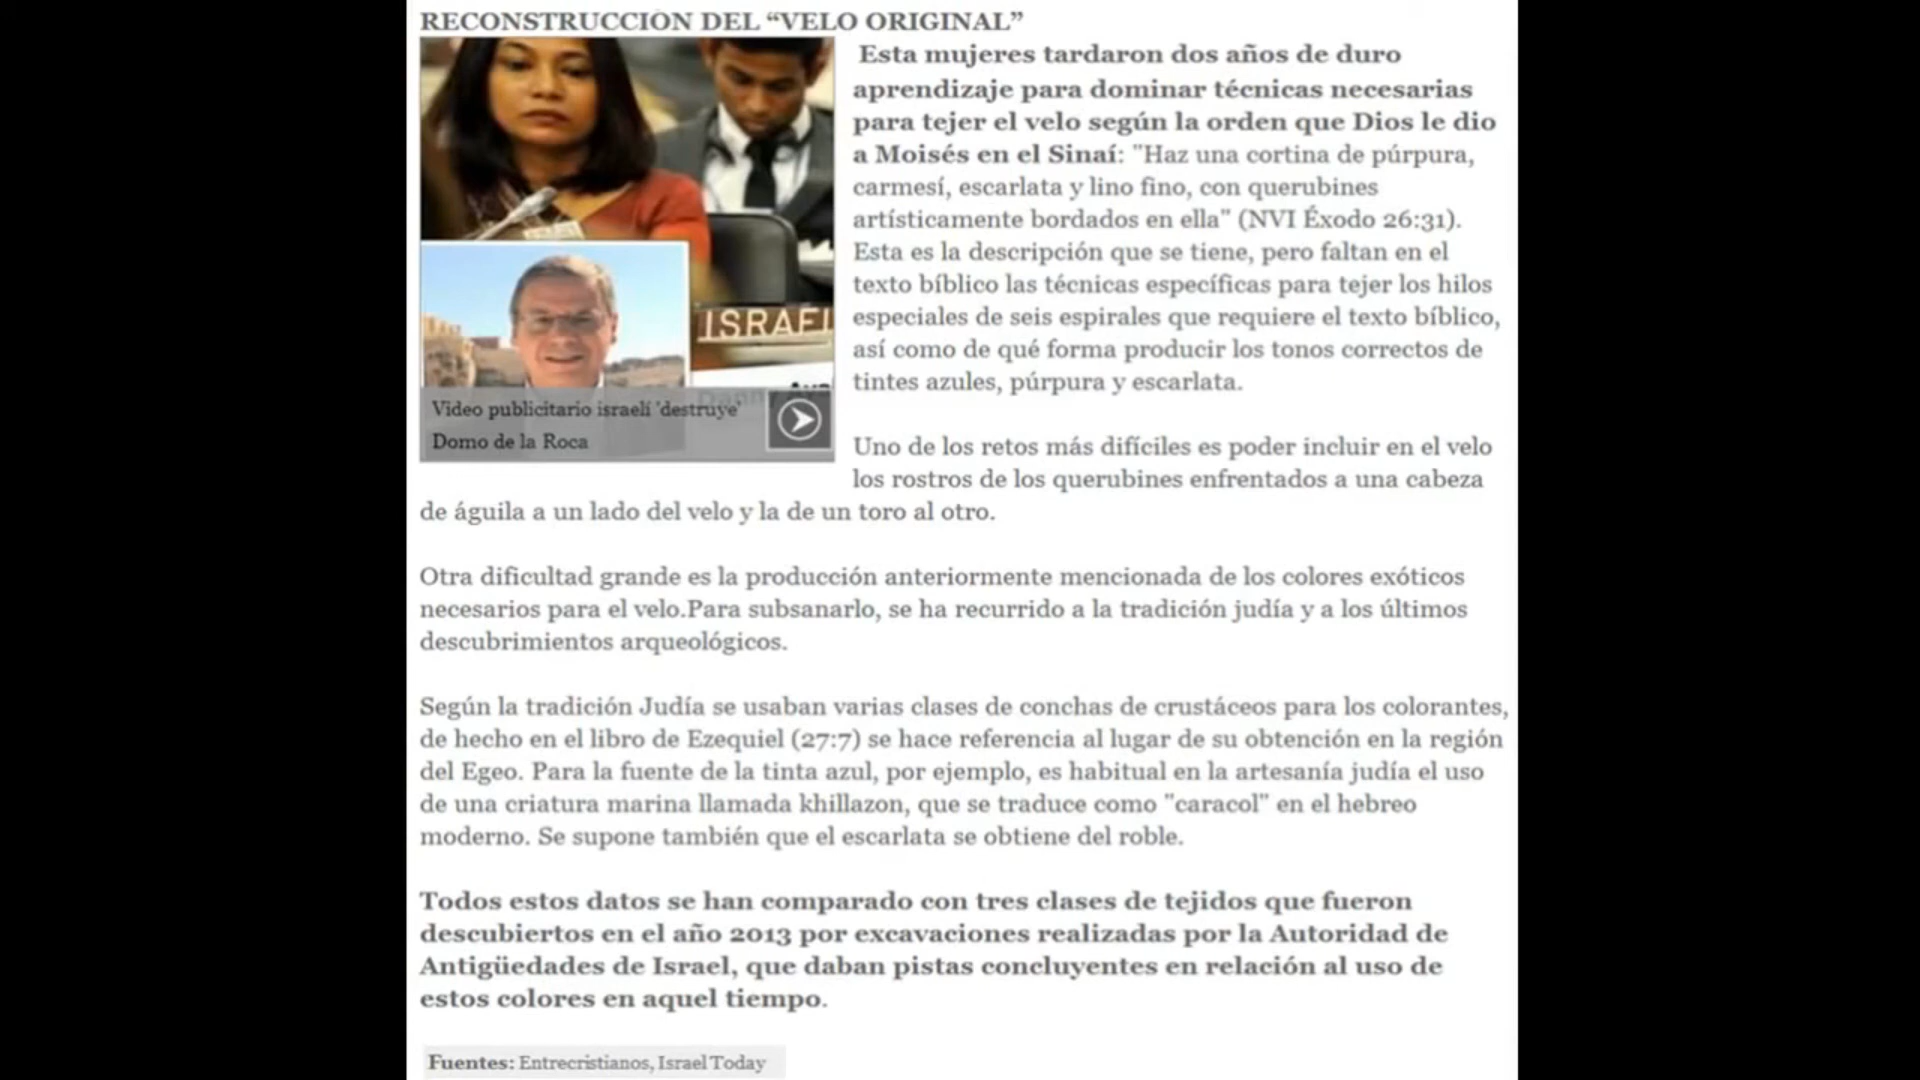 RECONSTRUCCIÓN DEL “VELO ORIGINAL”
Esta mujeres tardaron dos años de duro
aprendizaje para dominar técnicas necesarias
para tejer el velo según la orden que Dios le dio
a Moisés en el Sinaí: "Haz una cortina de púrpura,
carmesí, escarlata y lino fino, con querubines
artísticamente bordados en ella" (NVI Éxodo 26:31).
Esta es la descripción que se tiene, pero faltan en el
texto bíblico las técnicas específicas para tejer los hilos
especiales de seis espirales que requiere el texto bíblico,
así como de qué forma producir los tonos correctos de
tintes azules, púrpura y escarlata.
ISRAEL
Video publicitario israelí 'destruye'
Domo de la Roca
Uno de los retos más difíciles es poder incluir en el velo
los rostros de los querubines enfrentados a una cabeza
de águila a un lado del velo y la de un toro al otro.
Otra dificultad grande es la producción anteriormente mencionada de los colores exóticos
necesarios para el velo.Para subsanarlo, se ha recurrido a la tradición judía y a los últimos
descubrimientos arqueológicos.
Según la tradición Judía se usaban varias clases de conchas de crustáceos para los colorantes,
de hecho en el libro de Ezequiel (27:7) se hace referencia al lugar de su obtención en la región
del Egeo. Para la fuente de la tinta azul, por ejemplo, es habitual en la artesanía judía el uso
de una criatura marina llamada khillazon, que se traduce como "caracol" en el hebreo
moderno. Se supone también que el escarlata se obtiene del roble.
Todos estos datos se han comparado con tres clases de tejidos que fueron
descubiertos en el año 2013 por excavaciones realizadas por la Autoridad de
Antigüedades de Israel, que daban pistas concluyentes en relación al uso de
estos colores en aquel tiempo.
Fuentes: Entrecristianos, Israel Today